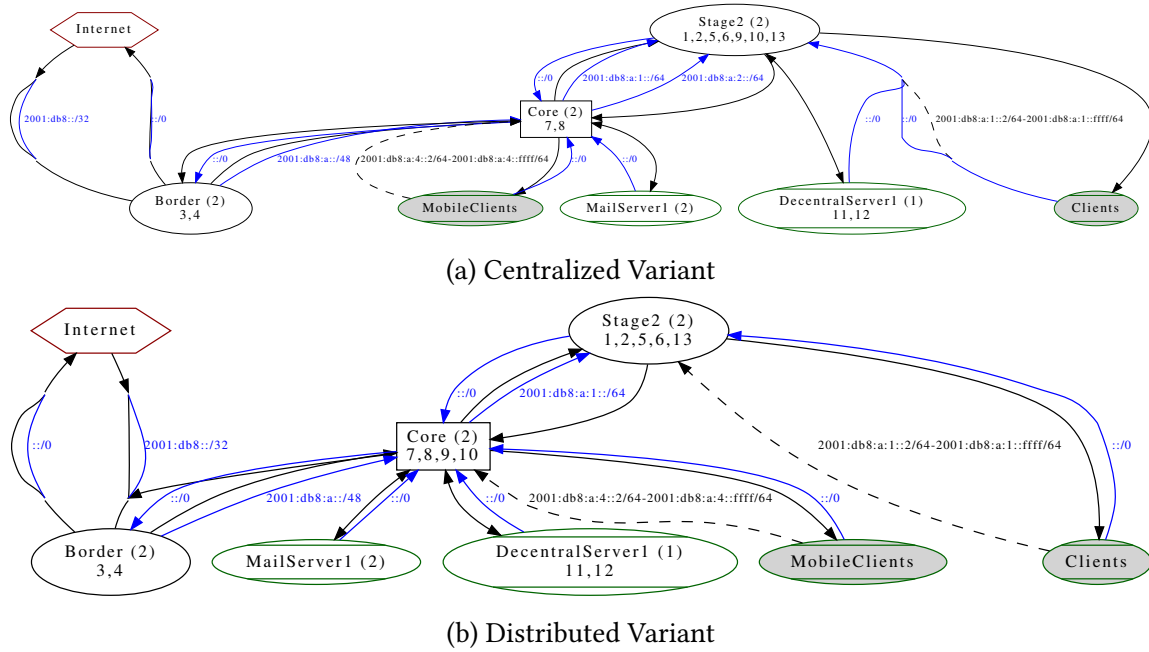 Internet
Stage2 (2)
1,2,5,6,9,10,13
::/0
2001:db8:a:1::/64
2001:db8:a:2::/64
2001:db8::/32
::/0
Core (2)
7,8
::/0
::/0
2001:db8:a:1::2/64-2001:db8:a:1::ffff/64
::/0
2001:db8:a::/48
2001:db8:a:4::2/64-2001:db8:a:4::ffff/64
::/0
::/0
Border (2)
3,4
MobileClients
MailServer1 (2)
DecentralServer1 (1)
11,12
Clients
(a) Centralized Variant
Internet
Stage2 (2)
1,2,5,6,13
::/0
2001:db8:a:1::/64
::/0
2001:db8::/32
Core (2)
7,8,9,10
2001:db8:a:1::2/64-2001:db8:a:1::ffff/64
::/0
::/0
2001:db8:a::/48
::/0
::/0
2001:db8:a:4::2/64-2001:db8:a:4::ffff/64
::/0
Border (2)
3,4
MailServer1 (2)
DecentralServer1 (1)
11,12
MobileClients
Clients
(b) Distributed Variant